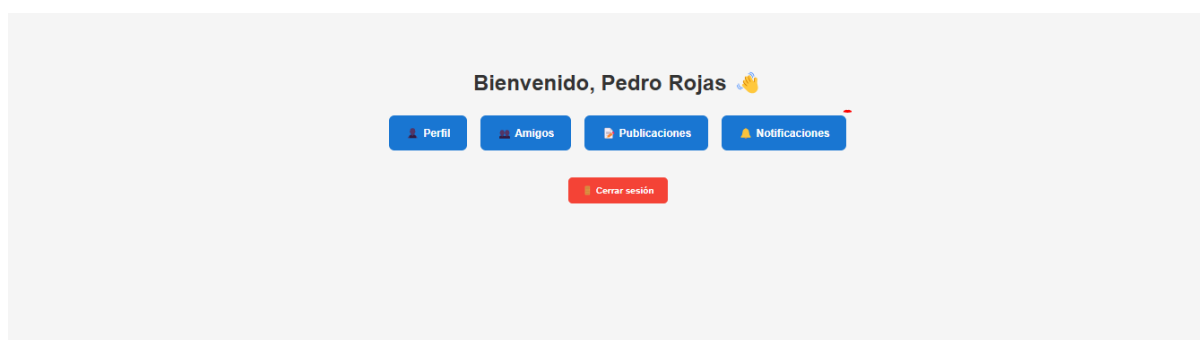 Bienvenido, Pedro Rojas 👋
👤 Perfil 👥 Amigos 📝 Publicaciones 🔔 Notificaciones
🚪 Cerrar sesión